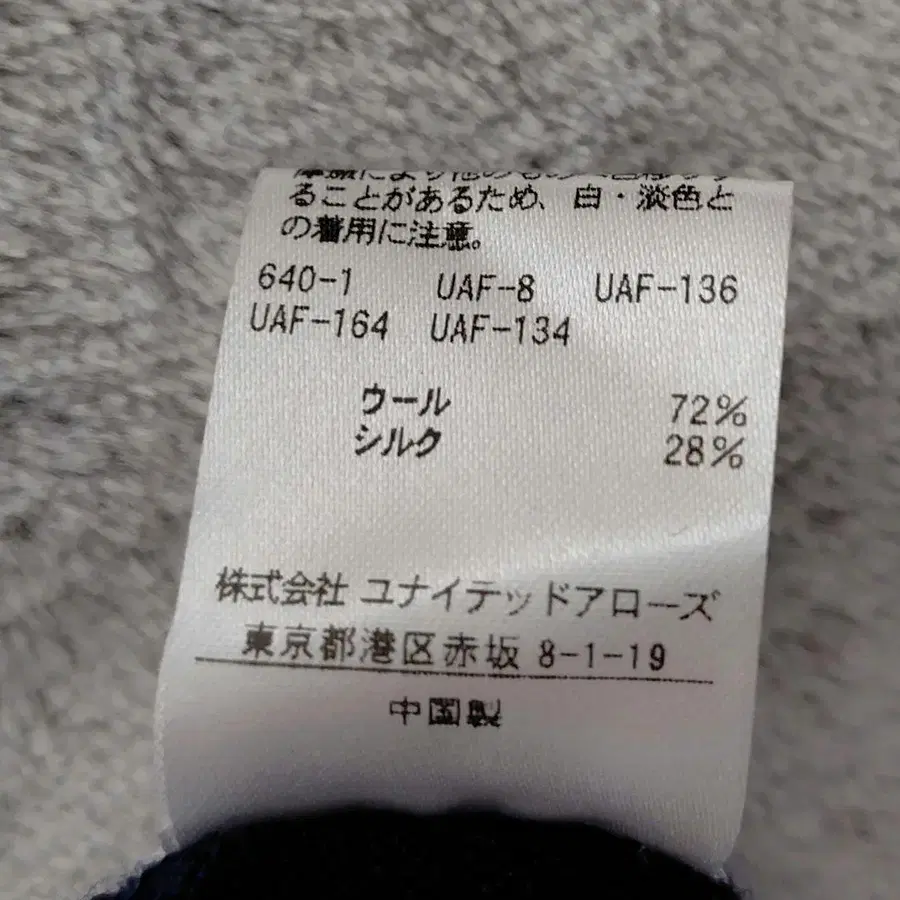 ることがあるため、白・淡色と
の着用に注意。
640-1 UAF-8 UAF-136
UAF-164 UAF-134
ウール 72%
シルク 28%
株式会社 ユナイテッドアローズ
東京都港区赤坂 8-1-19
中国製